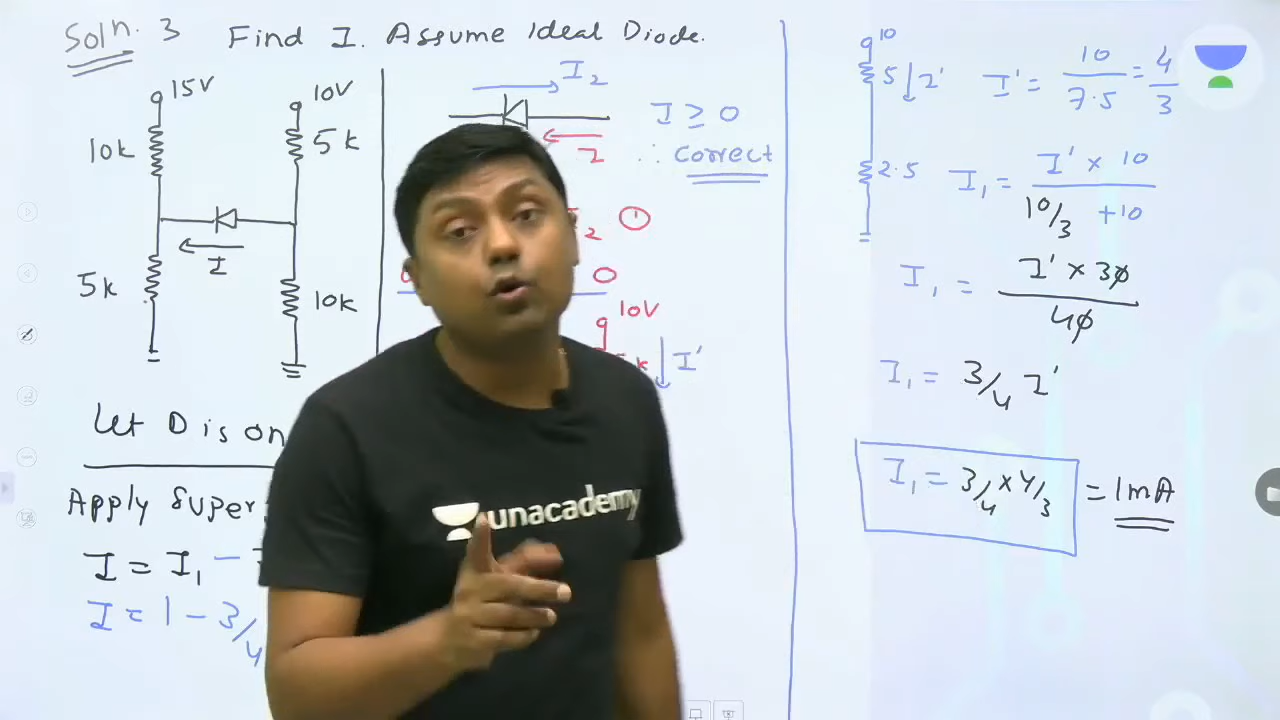 Soln. 3 Find I. Assume Ideal Diode.
15V
10V
10k
5k
I
5k
10k
Let D is on
Apply Super
I = I1 –
I = 1 – 3/4
I2
I ≥ 0
I
∴ Correct
2
0
10V
k
I'
10
5
I'
I' = 10/7.5 = 4/3
2.5
I1 = I' × 10 / 10/3 + 10
I1 = I' × 30 / 40
I1 = 3/4 I'
I1 = 3/4 × 4/3 = 1mA
unacademy